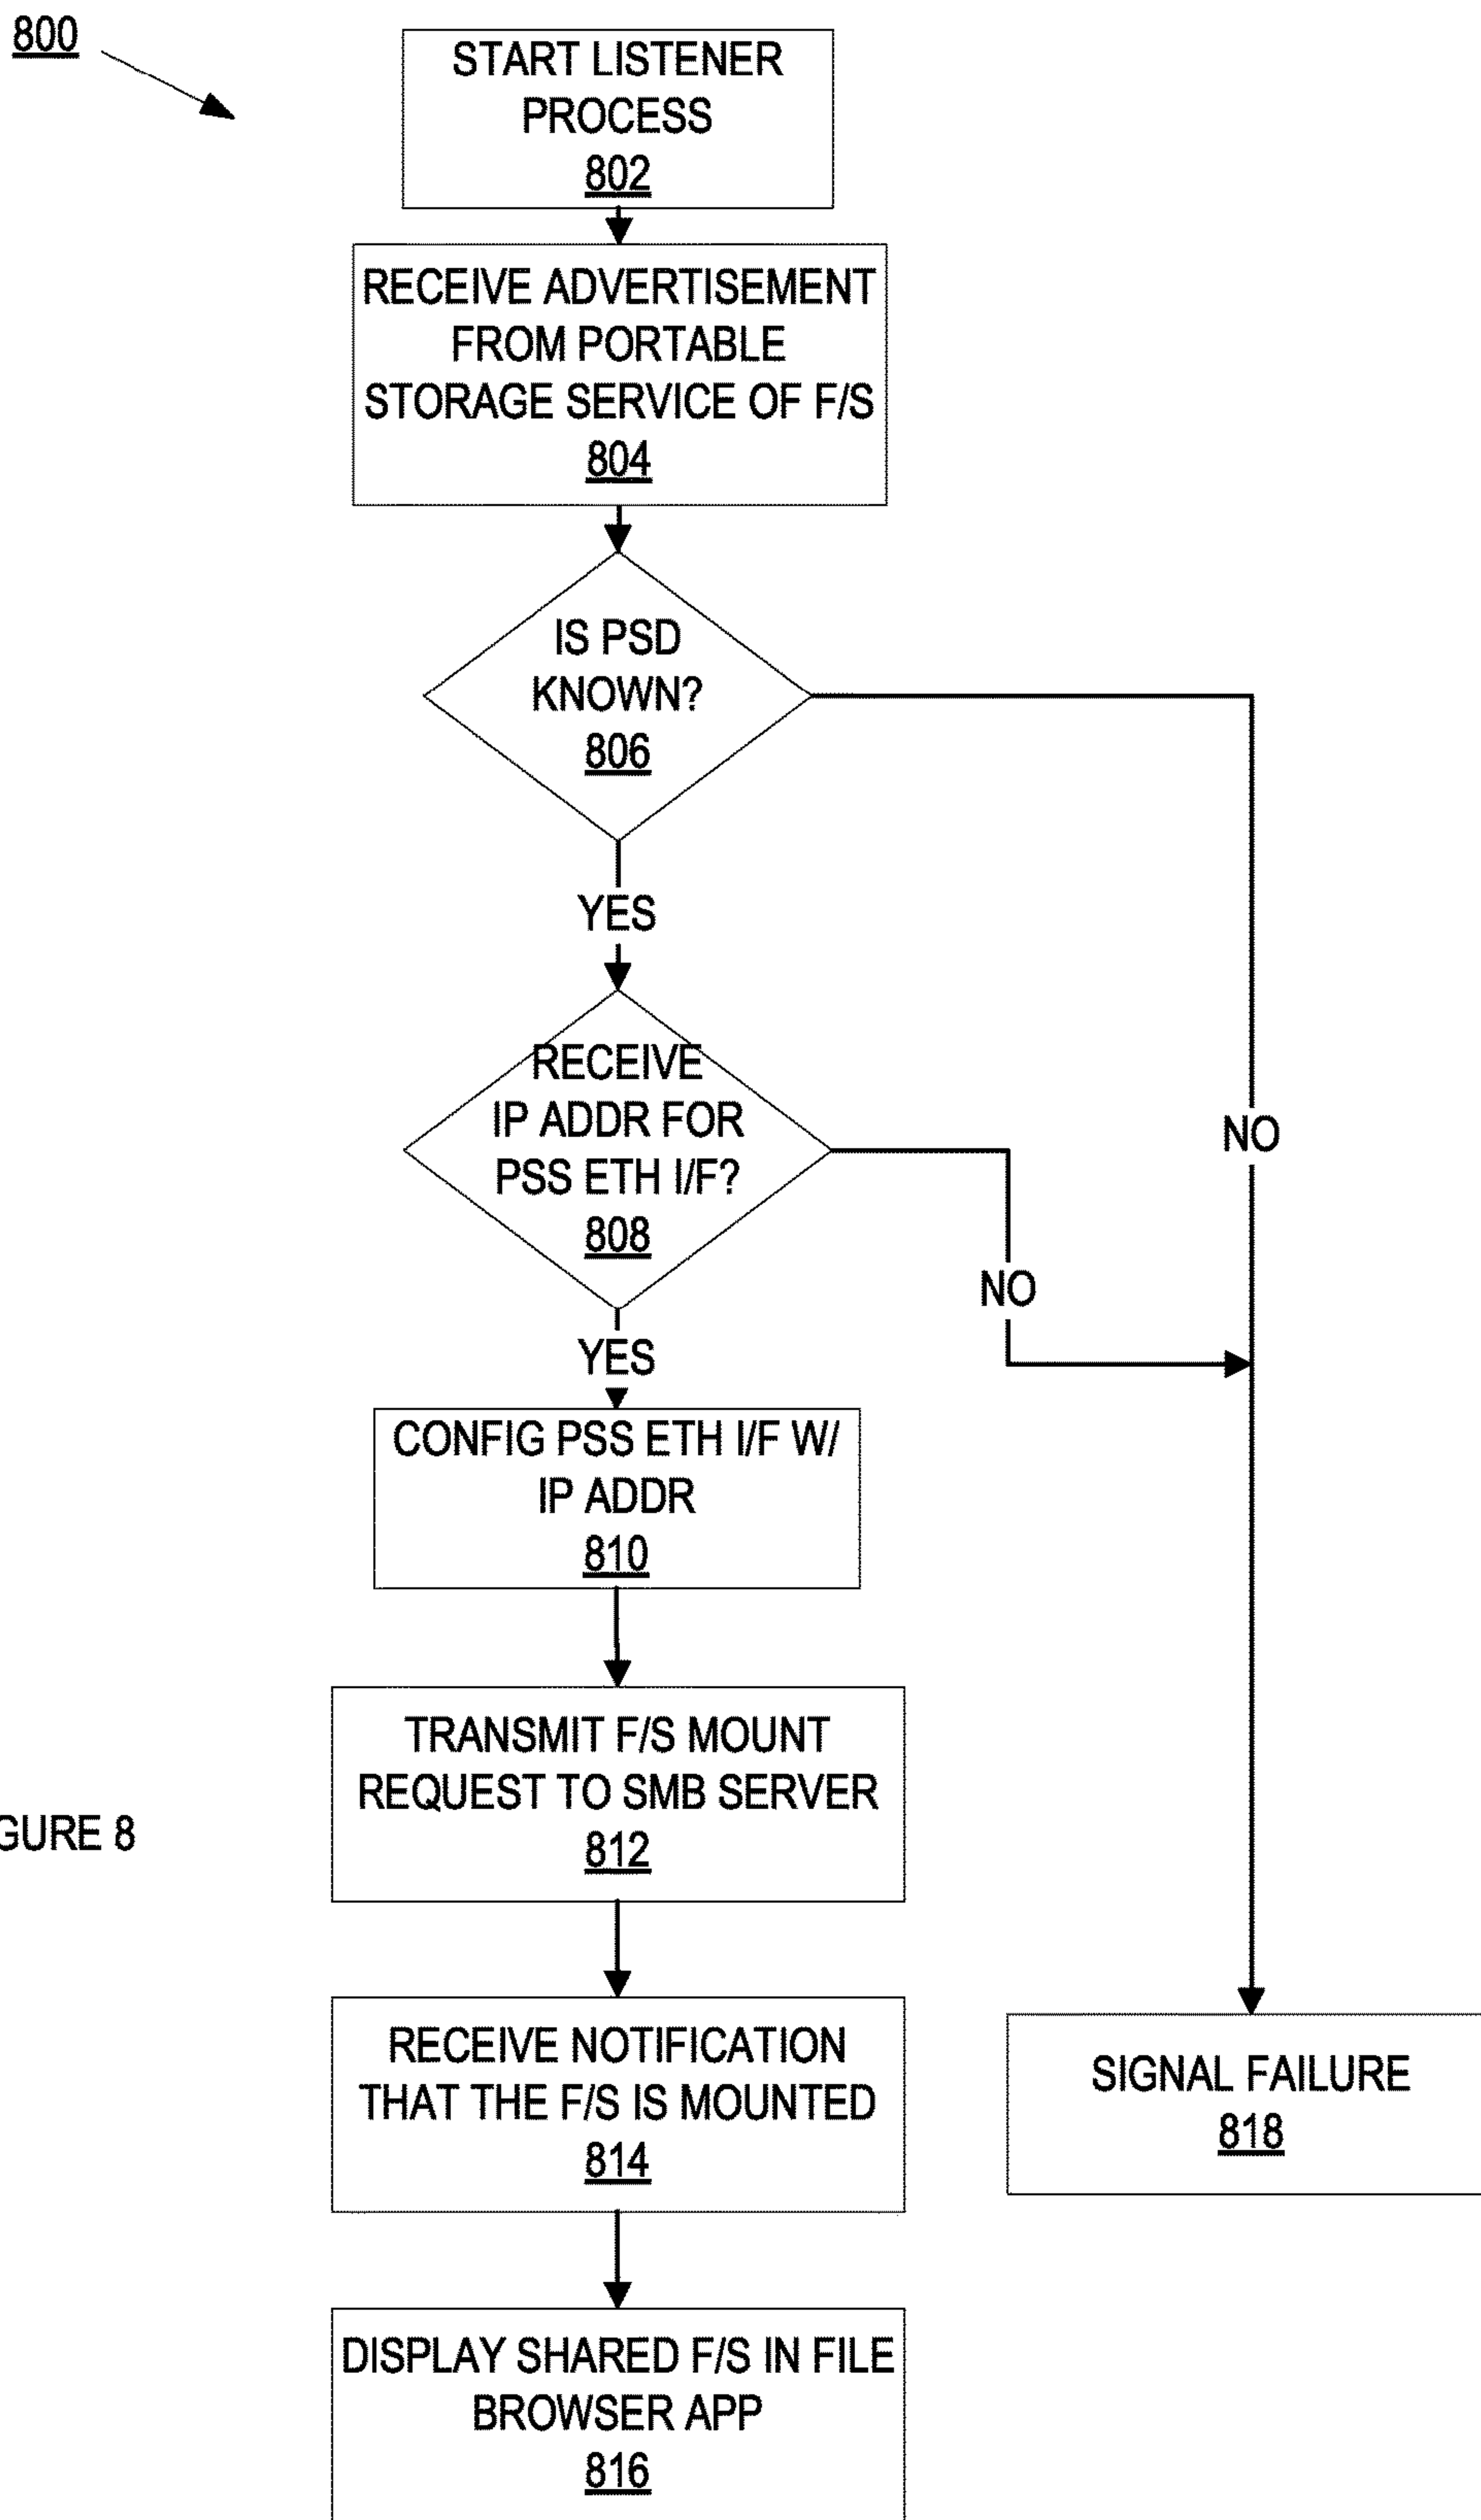 800
START LISTENER
PROCESS
802
RECEIVE ADVERTISEMENT
FROM PORTABLE
STORAGE SERVICE OF F/S
804
IS PSD
KNOWN?
806
YES
NO
RECEIVE
IP ADDR FOR
PSS ETH I/F?
808
NO
YES
CONFIG PSS ETH I/F W/
IP ADDR
810
TRANSMIT F/S MOUNT
REQUEST TO SMB SERVER
812
GURE 8
RECEIVE NOTIFICATION
THAT THE F/S IS MOUNTED
814
SIGNAL FAILURE
818
DISPLAY SHARED F/S IN FILE
BROWSER APP
816